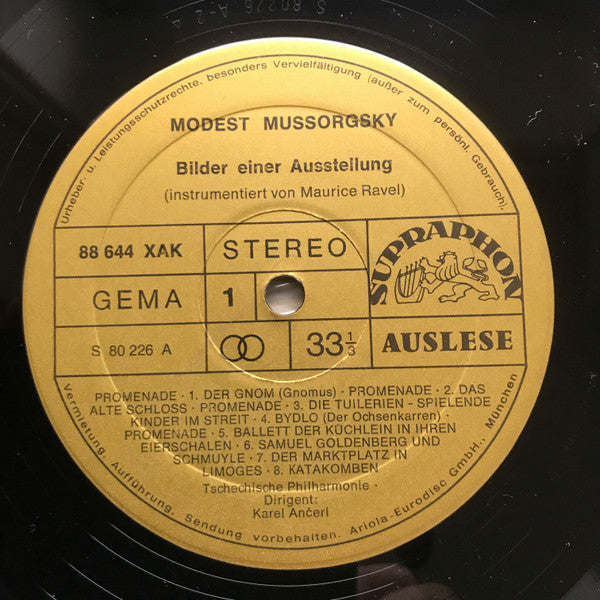 S 80226 A-2
Urheber- u. Leistungsschutzrechte, besonders Vervielfältigung (außer zum persönl. Gebrauch),
MODEST MUSSORGSKY
Bilder einer Ausstellung
(instrumentiert von Maurice Ravel)
88 644 XAK
STEREO
SUPRAPHON
GEMA
1
S 80 226 A
33 1/3
AUSLESE
PROMENADE · 1. DER GNOM (Gnomus) · PROMENADE · 2. DAS
ALTE SCHLOSS · PROMENADE · 3. DIE TUILERIEN - SPIELENDE
KINDER IM STREIT · 4. BYDLO (Der Ochsenkarren) ·
PROMENADE · 5. BALLETT DER KÜCHLEIN IN IHREN
EIERSCHALEN · 6. SAMUEL GOLDENBERG UND
SCHMUYLE · 7. DER MARKTPLATZ IN
LIMOGES · 8. KATAKOMBEN
Tschechische Philharmonie ·
Dirigent:
Karel Ančerl
Vermietung, Aufführung, Sendung vorbehalten. Ariola-Eurodisc GmbH., München